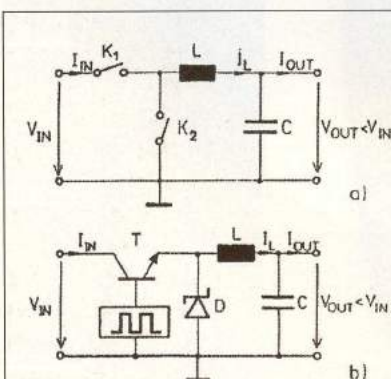 I_IN K_1 L i_L I_OUT
V_IN K_2 C V_OUT<V_IN
a)
I_IN T L I_L I_OUT
V_IN D C V_OUT<V_IN
b)